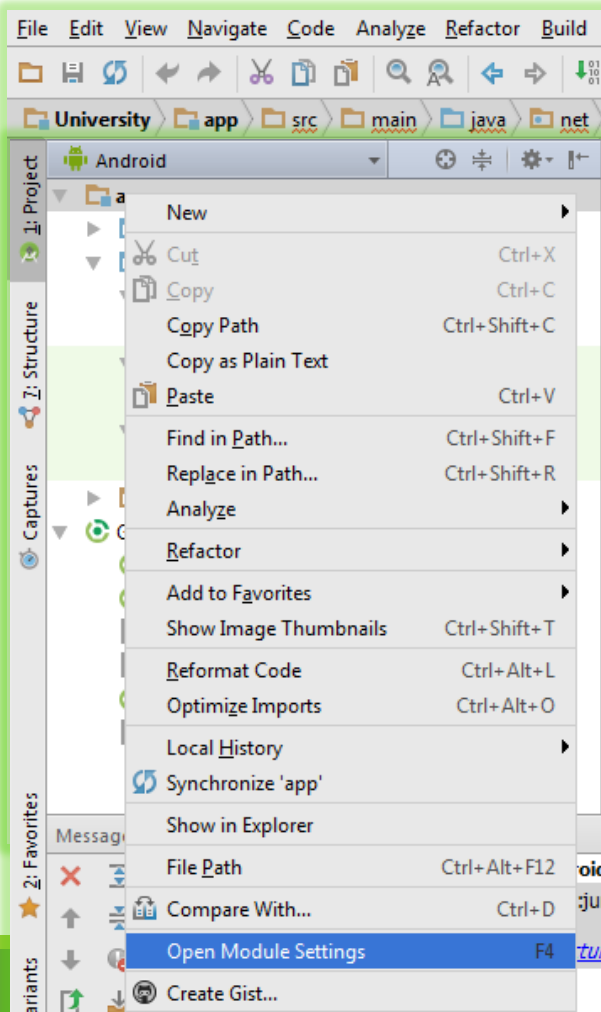 File Edit View Navigate Code Analyze Refactor Build
University app src main java net
Android
1: Project
7: Structure
Captures
2: Favorites
New
Cut Ctrl+X
Copy Ctrl+C
Copy Path Ctrl+Shift+C
Copy as Plain Text
Paste Ctrl+V
Find in Path... Ctrl+Shift+F
Replace in Path... Ctrl+Shift+R
Analyze
Refactor
Add to Favorites
Show Image Thumbnails Ctrl+Shift+T
Reformat Code Ctrl+Alt+L
Optimize Imports Ctrl+Alt+O
Local History
Synchronize 'app'
Show in Explorer
File Path Ctrl+Alt+F12
Compare With... Ctrl+D
Open Module Settings F4
Create Gist...